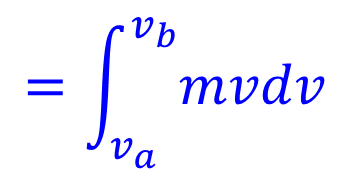 = ∫_{v_a}^{v_b} mvdv